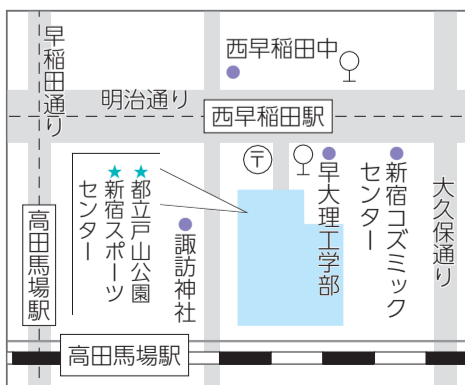 早稲田通り
西早稲田中
明治通り
西早稲田駅
〒
新宿コズミック
センター
早大理工学部
大久保通り
★都立戸山公園
★新宿スポーツ
センター
諏訪神社
高田馬場駅
高田馬場駅